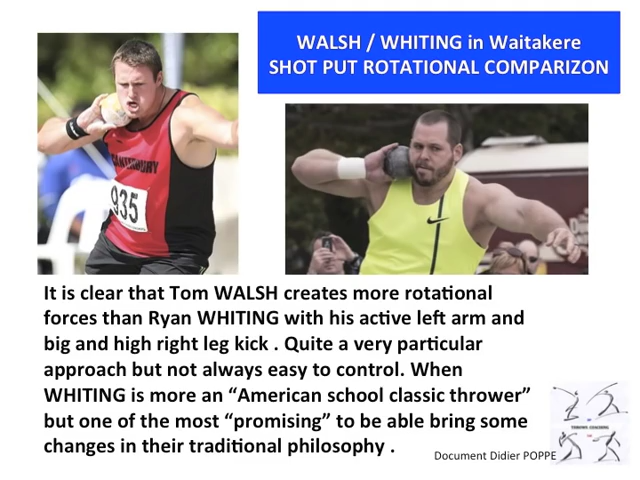 WALSH / WHITING in Waitakere
SHOT PUT ROTATIONAL COMPARIZON
CANTERBURY
935
It is clear that Tom WALSH creates more rotational
forces than Ryan WHITING with his active left arm and
big and high right leg kick . Quite a very particular
approach but not always easy to control. When
WHITING is more an “American school classic thrower”
but one of the most “promising” to be able bring some
changes in their traditional philosophy .
Document Didier POPPE
THROWS COACHING